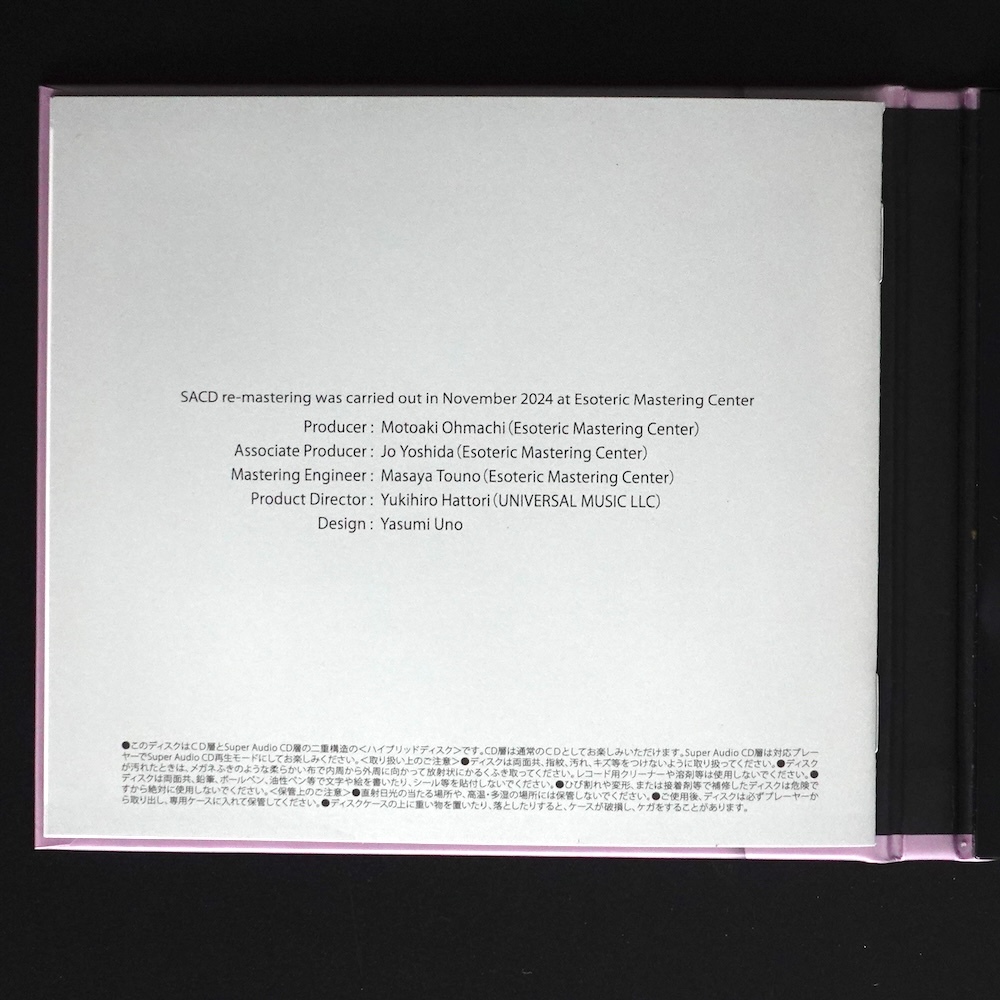 SACD re-mastering was carried out in November 2024 at Esoteric Mastering Center
Producer : Motoaki Ohmachi (Esoteric Mastering Center)
Associate Producer : Jo Yoshida (Esoteric Mastering Center)
Mastering Engineer : Masaya Touno (Esoteric Mastering Center)
Product Director : Yukihiro Hattori (UNIVERSAL MUSIC LLC)
Design : Yasumi Uno
●このディスクはCD層とSuper Audio CD層の二重構造の＜ハイブリッドディスク＞です。CD層は通常のCDとしてお楽しみいただけます。Super Audio CD層は対応プレー
ヤーでSuper Audio CD再生モードにしてお楽しみください。＜取り扱い上のご注意＞●ディスクは両面共、指紋、汚れ、キズ等をつけないように取り扱ってください。●ディスク
が汚れたときは、メガネふきのような柔らかい布で内周から外周に向かって放射状にかるくふき取ってください。レコード用クリーナーや溶剤等は使用しないでください。●
ディスクは両面共、鉛筆、ボールペン、油性ペン等で文字や絵を書いたり、シール等を貼付しないでください。●ひび割れや変形、または接着剤等で補修したディスクは危険で
すから絶対に使用しないでください。＜保管上のご注意＞●直射日光の当たる場所や、高温・多湿の場所には保管しないでください。●ご使用後、ディスクは必ずプレーヤーか
ら取り出し、専用ケースに入れて保管してください。●ディスクケースの上に重い物を置いたり、落としたりすると、ケースが破損し、ケガをすることがあります。